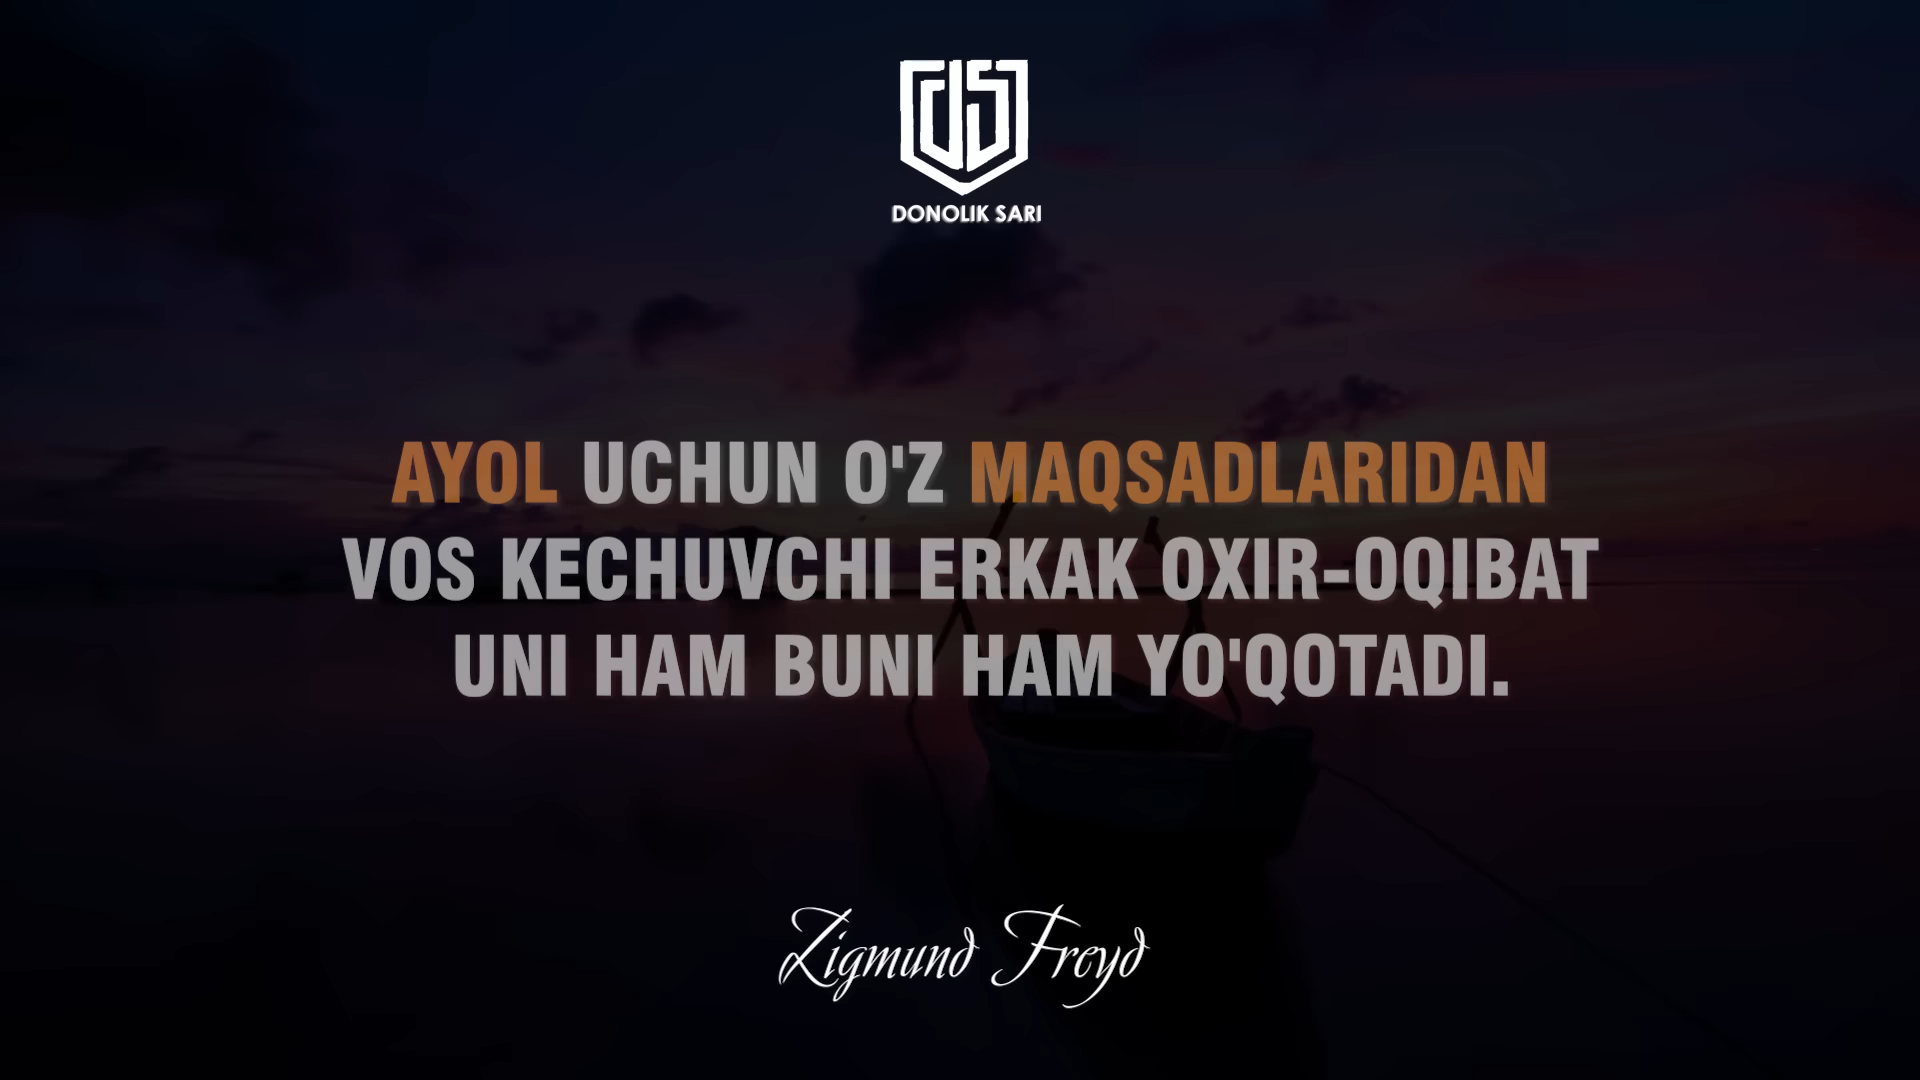 DONOLIK SARI
AYOL UCHUN O'Z MAQSADLARIDAN
VOS KECHUVCHI ERKAK OXIR-OQIBAT
UNI HAM BUNI HAM YO'QOTADI.
Zigmund Freyd